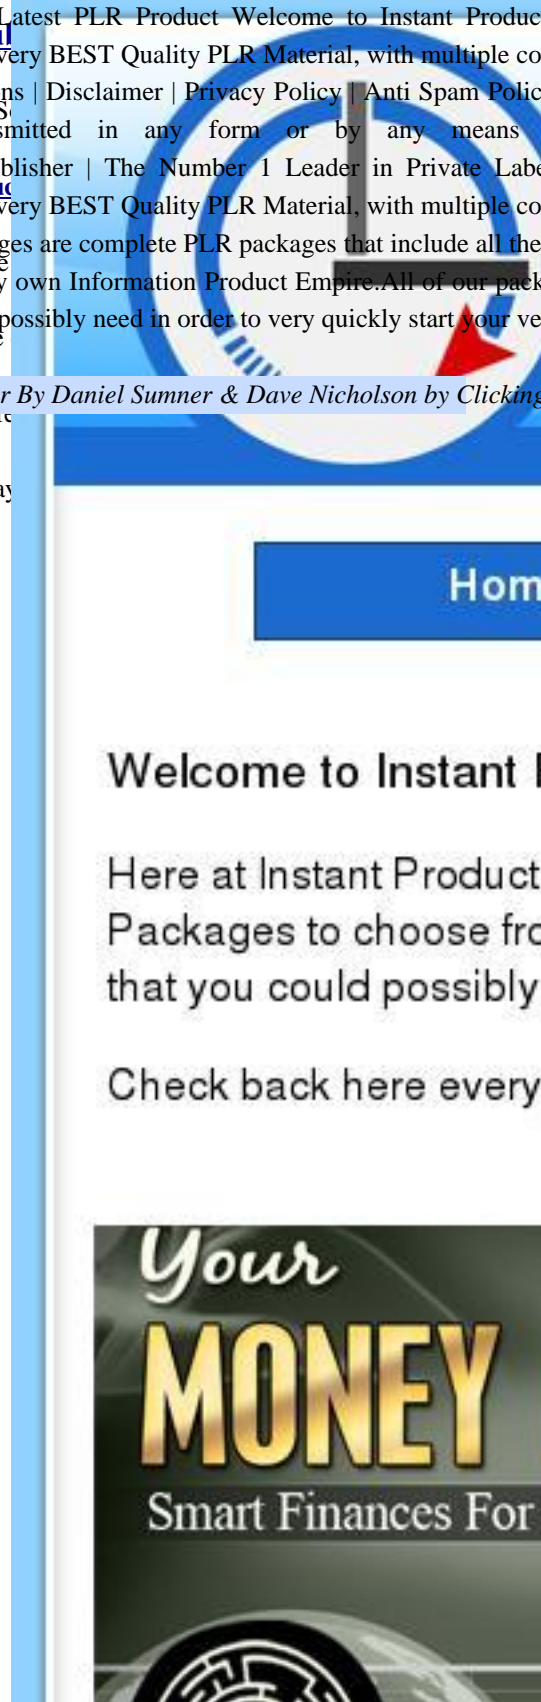 Latest PLR Product Welcome to Instant Produc
very BEST Quality PLR Material, with multiple co
ns | Disclaimer | Privacy Policy | Anti Spam Polic
smitted in any form or by any means
blisher | The Number 1 Leader in Private Labe
very BEST Quality PLR Material, with multiple co
ges are complete PLR packages that include all the
y own Information Product Empire.All of our pack
possibly need in order to very quickly start your ve
r By Daniel Sumner & Dave Nicholson by Clicking
Hom
Welcome to Instant
Here at Instant Product
Packages to choose fro
that you could possibly
Check back here every
Your
MONEY
Smart Finances For